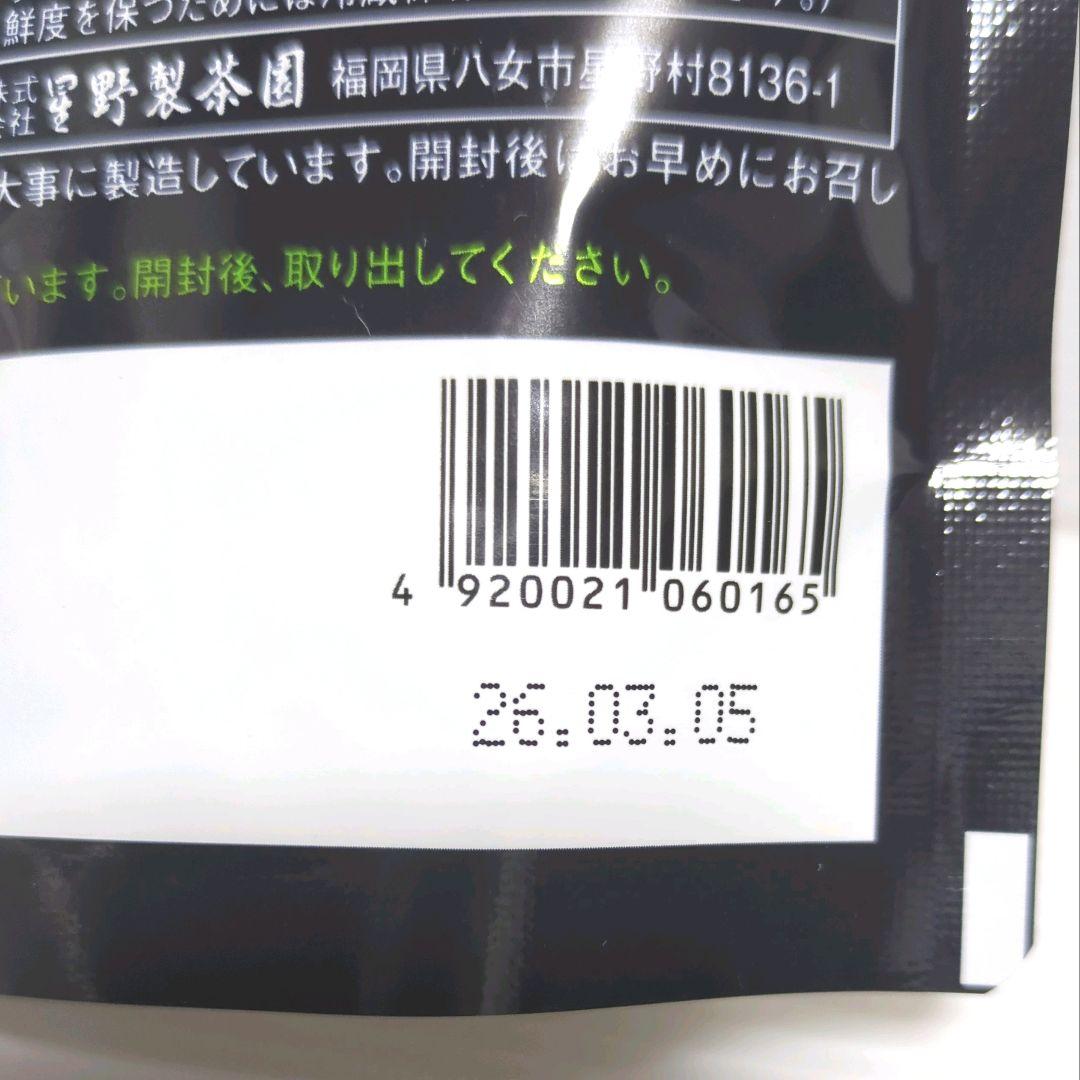 鮮度を保つためには冷蔵
株式会社 星野製茶園 福岡県八女市星野村8136-1
大事に製造しています。開封後はお早めにお召し
ています。開封後、取り出してください。
4 920021 060165
26.03.05